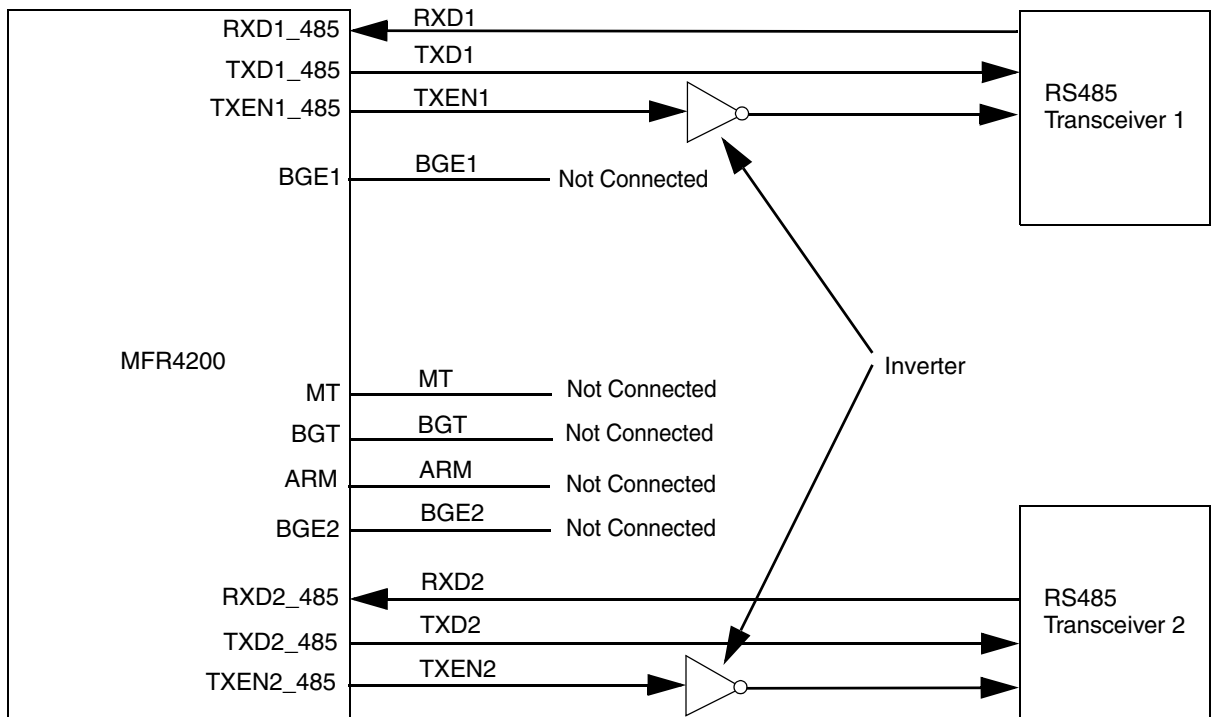 RXD1_485 RXD1
TXD1_485 TXD1
TXEN1_485 TXEN1
RS485
Transceiver 1
BGE1 BGE1 Not Connected
MFR4200
Inverter
MT MT Not Connected
BGT BGT Not Connected
ARM ARM Not Connected
BGE2 BGE2 Not Connected
RXD2_485 RXD2
TXD2_485 TXD2
TXEN2_485 TXEN2
RS485
Transceiver 2